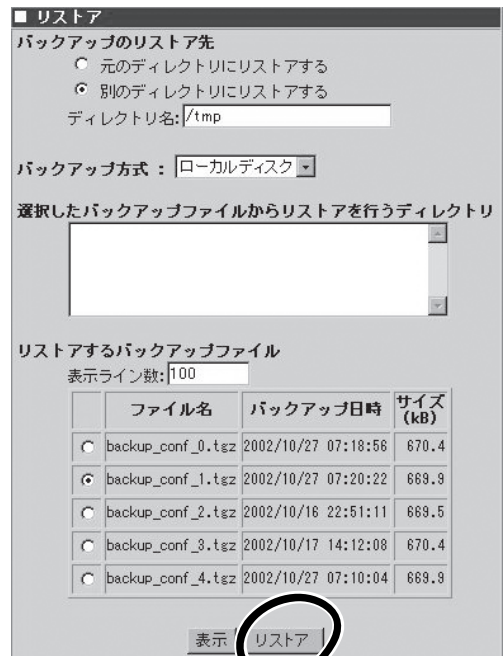 ■ リストア
バックアップのリストア先
元のディレクトリにリストアする
別のディレクトリにリストアする
ディレクトリ名:/tmp
バックアップ方式 : ローカルディスク
選択したバックアップファイルからリストアを行うディレクトリ
リストアするバックアップファイル
表示ライン数:100
ファイル名 バックアップ日時 サイズ(kB)
backup_conf_0.tgz 2002/10/27 07:18:56 670.4
backup_conf_1.tgz 2002/10/27 07:20:22 669.9
backup_conf_2.tgz 2002/10/16 22:51:11 669.5
backup_conf_3.tgz 2002/10/17 14:12:08 670.4
backup_conf_4.tgz 2002/10/27 07:10:04 669.9
表示 リストア